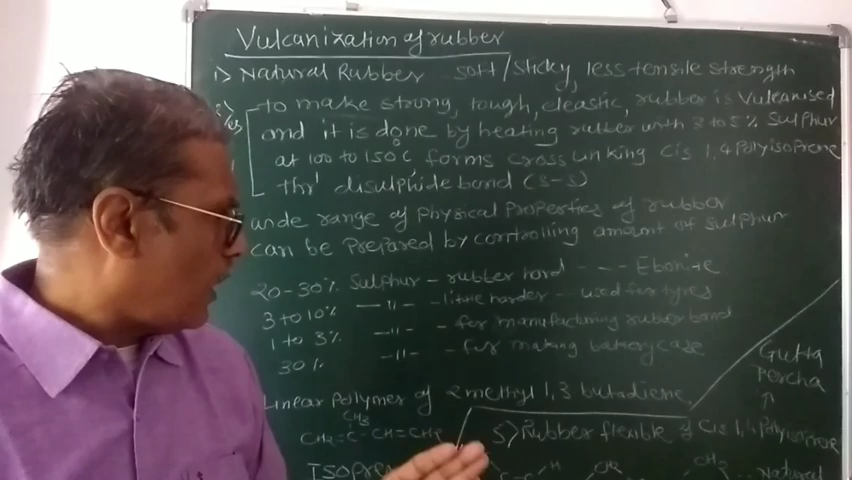 Vulcanization of rubber
1> Natural Rubber - soft/sticky, less tensile strength
to make strong, tough, eleastic, rubber is Vulcanised
and it is done by heating rubber with 3 to 5% Sulphur
at 100 to 150°C forms cross linking Cis 1,4 Polyisoprene
thr' disulphide bond (S-S)
wide range of physical Properties of rubber
can be prepared by controlling amount of sulphur
20-30% Sulphur - rubber hard --- Ebonite
3 to 10% —"— - little harder - used for tyres
1 to 3% —"— - for manufacturing rubber band
30% —"— - for making battery case
Linear Polymer of 2 methyl 1,3 butadiene
Gutta
Percha
CH3
CH2=C-CH=CH2
5> Rubber flexible of Cis 1,4 Polyisoprene
CH3
Natural